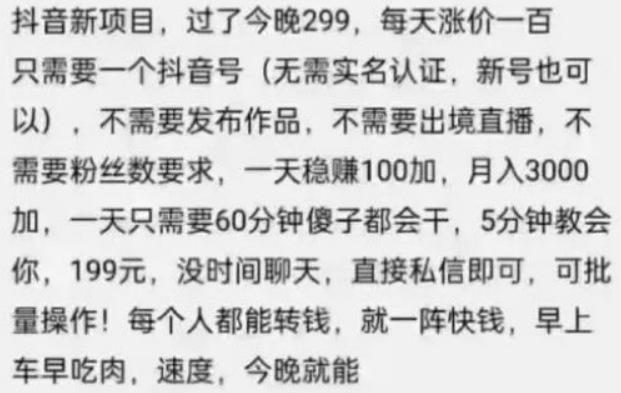 抖音新项目，过了今晚299，每天涨价一百
只需要一个抖音号（无需实名认证，新号也可
以），不需要发布作品，不需要出境直播，不
需要粉丝数要求，一天稳赚100加，月入3000
加，一天只需要60分钟傻子都会干，5分钟教会
你，199元，没时间聊天，直接私信即可，可批
量操作！每个人都能转钱，就一阵快钱，早上
车早吃肉，速度，今晚就能